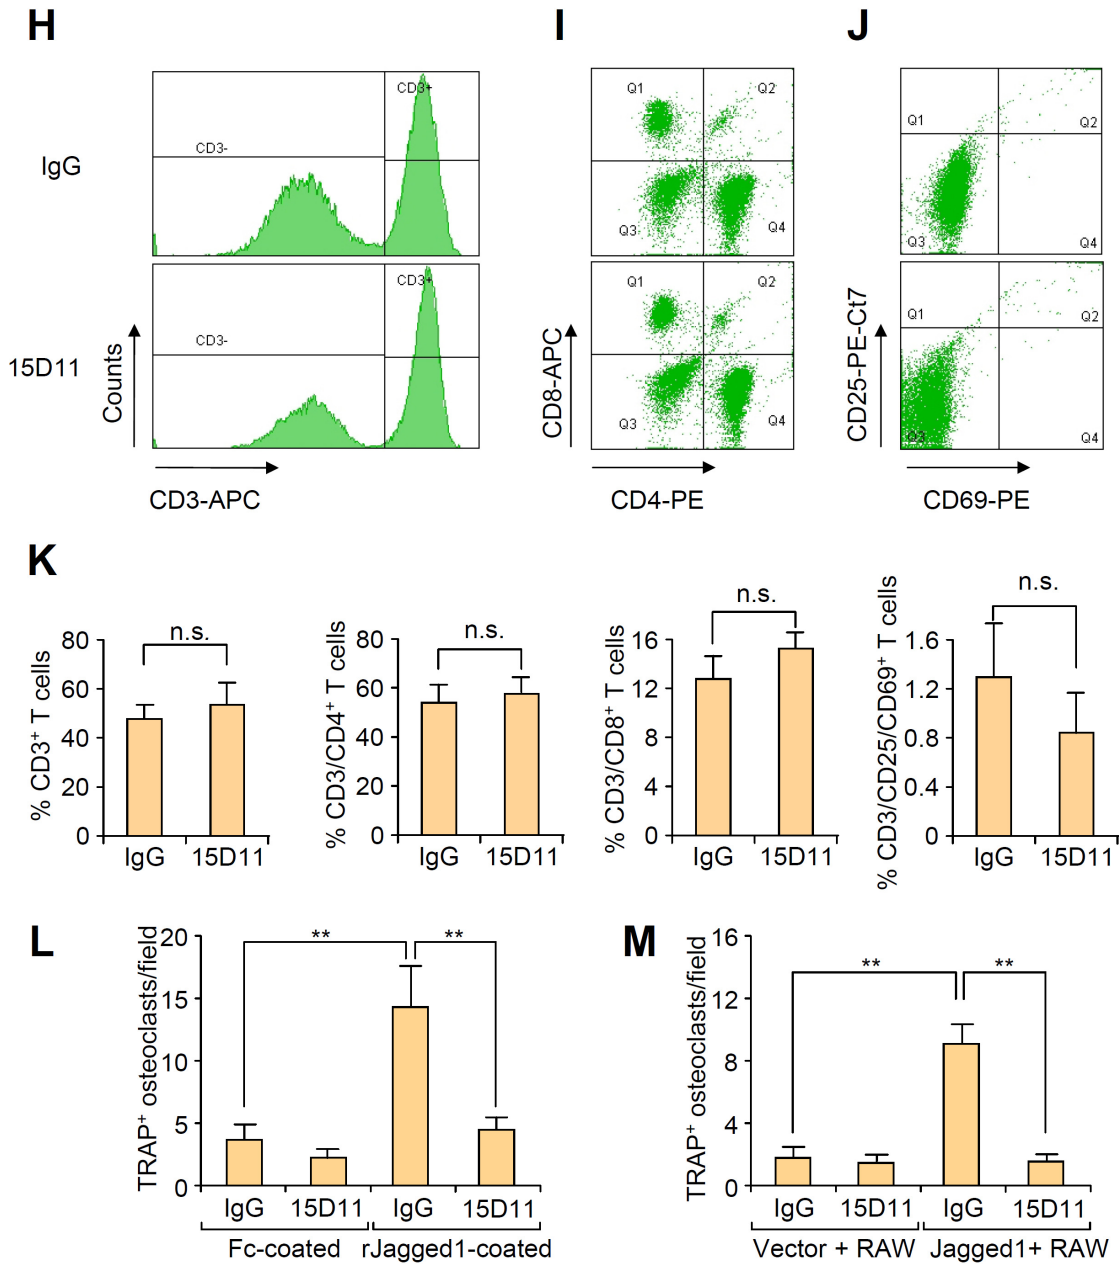 H
I
J
IgG
15D11
CD3-
CD3+
CD3-
CD3+
Counts
CD3-APC
Q1
Q2
Q3
Q4
Q1
Q2
Q3
Q4
CD8-APC
CD4-PE
Q1
Q2
Q3
Q4
Q1
Q2
Q3
Q4
CD25-PE-Ct7
CD69-PE
K
% CD3⁺ T cells
80
60
40
20
0
n.s.
IgG
15D11
% CD3/CD4⁺ T cells
80
60
40
20
0
n.s.
IgG
15D11
% CD3/CD8⁺ T cells
16
12
8
4
0
n.s.
IgG
15D11
% CD3/CD25/CD69⁺ T cells
1.6
1.2
0.8
0.4
0
n.s.
IgG
15D11
L
TRAP⁺ osteoclasts/field
20
15
10
5
0
**
**
IgG
15D11
IgG
15D11
Fc-coated
rJagged1-coated
M
TRAP⁺ osteoclasts/field
16
12
8
4
0
**
**
IgG
15D11
IgG
15D11
Vector + RAW
Jagged1+ RAW